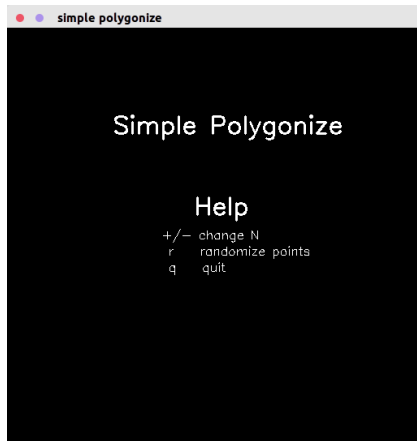 simple polygonize
Simple Polygonize
Help
+/- change N
r randomize points
q quit